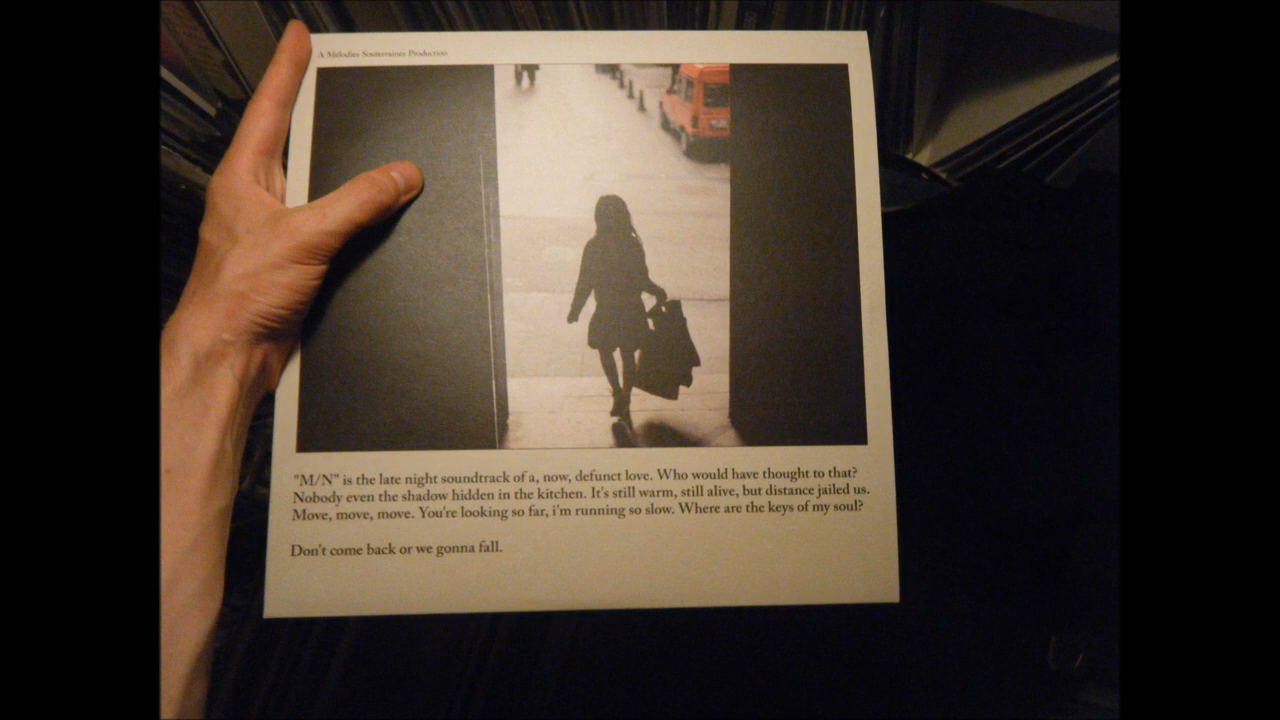 A Mélodies Souterraines Production
"M/N" is the late night soundtrack of a, now, defunct love. Who would have thought to that?
Nobody even the shadow hidden in the kitchen. It's still warm, still alive, but distance jailed us.
Move, move, move. You're looking so far, i'm running so slow. Where are the keys of my soul?
Don't come back or we gonna fall.